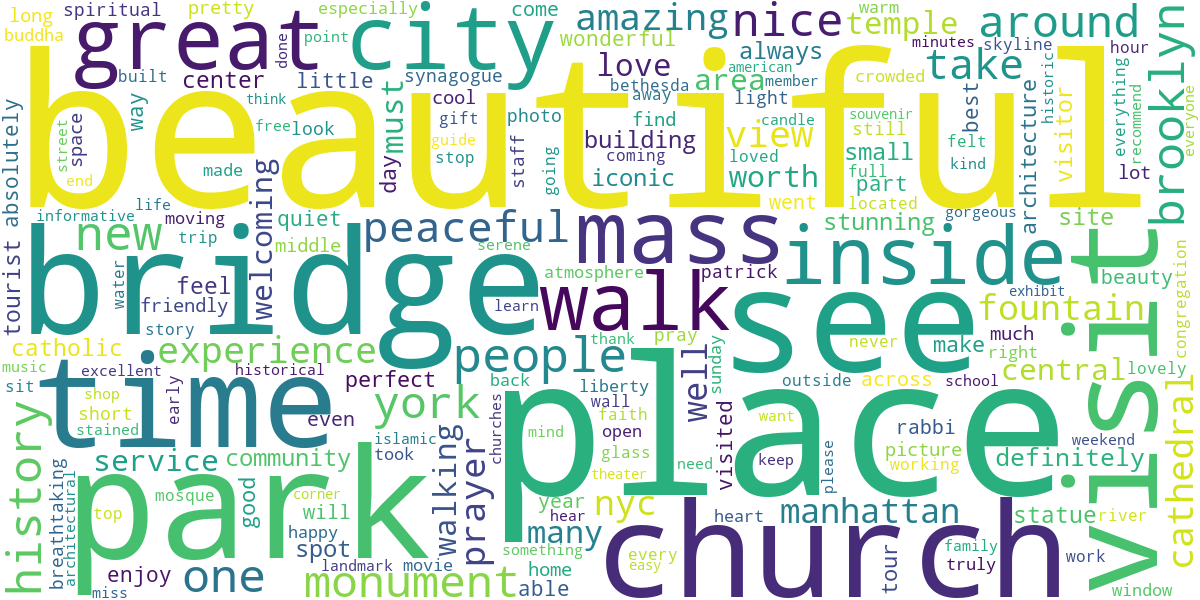 long
spiritual
pretty
especially
come
amazing
nice
warm
temple
around
buddha
great
done
point
city
wonderful
always
minutes
skyline
hour
built
center
little
synagogue
love
area
american
member
take
crowded
historic
brooklyn
beautiful
way
think
must
cool
bethesda
away
light
souvenir
best
everything
recommend
everyone
street
space
free
look
gift
photo
find
candle
view
still
architecture
visitor
guide
building
felt
end
made
day
stop
staff
going
coming
loved
small
kind
lot
iconic
worth
full
part
tourist
absolutely
life
welcoming
went
located
informative
moving
quiet
peaceful
mass
stunning
gorgeous
site
new
trip
middle
serene
inside
visit
bridge
water
feel
atmosphere
patrick
beauty
congregation
friendly
learn
walk
see
exhibit
fountain
story
thank
pray
much
catholic
experience
people
well
sunday
never
make
right
music
excellent
historical
central
lovely
sit
time
early
perfect
back
liberty
outside
across
school
shop
short
even
york
churches
place
wall
faith
visited
want
rabbi
cathedral
history
stained
islamic
mind
open
weekend
service
community
took
glass
picture
definitely
breathtaking
architectural
park
walking
prayer
theater
need
keep
please
working
mosque
good
corner
will
year
nyc
manhattan
statue
river
top
happy
hear
heart
many
church
spot
something
every
tour
family
work
enjoy
one
landmark
movie
home
easy
truly
miss
monument
able
window